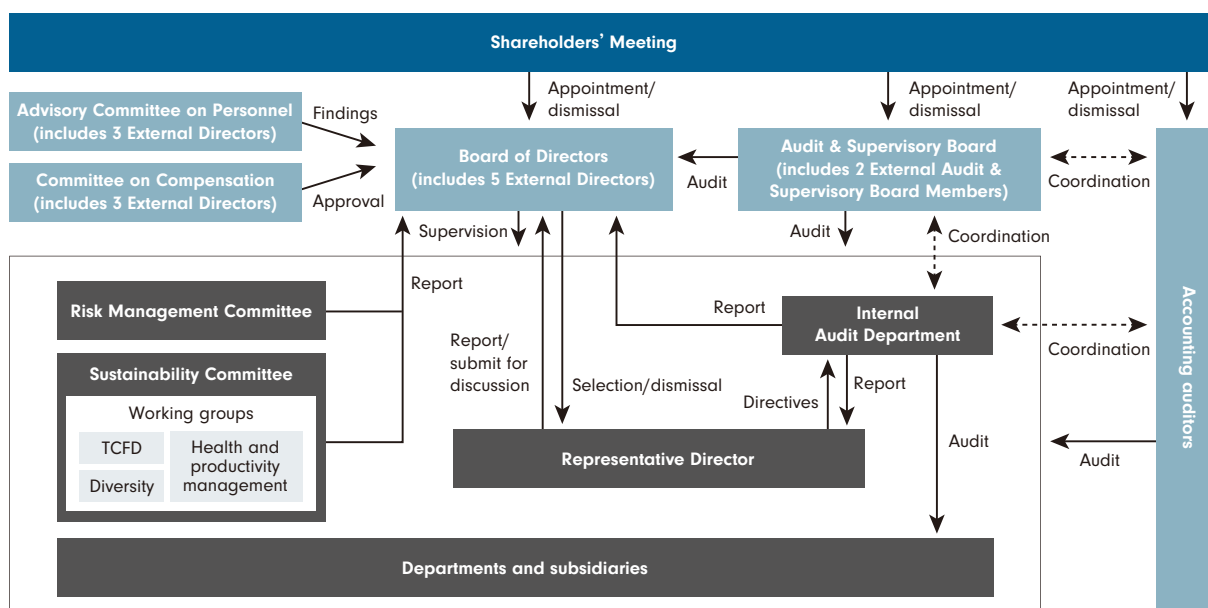 Shareholders' Meeting
Appointment/
dismissal
Appointment/
dismissal
Appointment/
dismissal
Advisory Committee on Personnel
(includes 3 External Directors)
Findings
Committee on Compensation
(includes 3 External Directors)
Approval
Board of Directors
(includes 5 External Directors)
Audit
Audit & Supervisory Board
(includes 2 External Audit &
Supervisory Board Members)
Coordination
Supervision
Audit
Coordination
Report
Risk Management Committee
Sustainability Committee
Working groups
TCFD
Diversity
Health and
productivity
management
Report/
submit for
discussion
Selection/dismissal
Report
Internal
Audit Department
Coordination
Directives
Report
Representative Director
Audit
Audit
Accounting auditors
Departments and subsidiaries